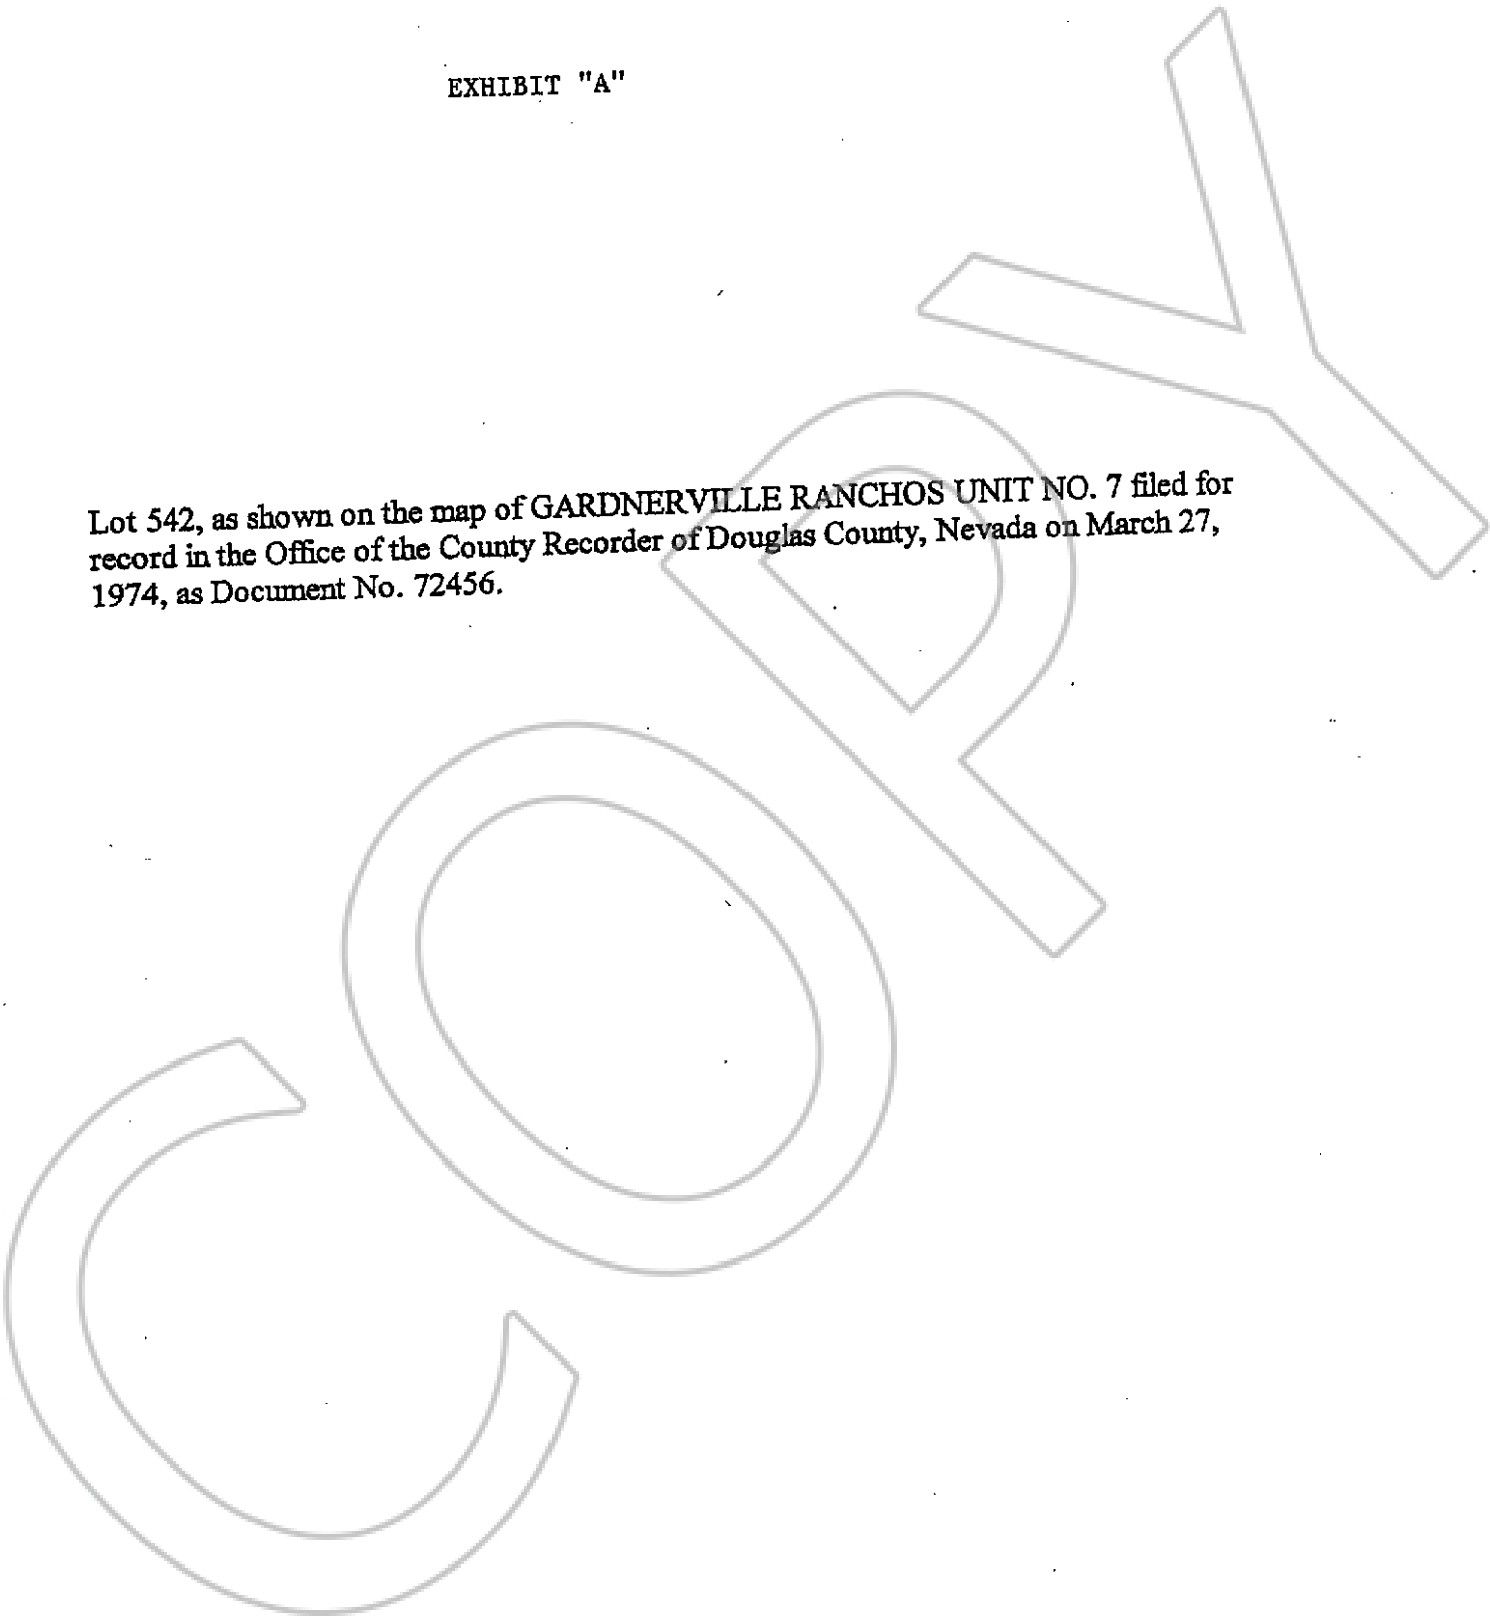 EXHIBIT "A"
Lot 542, as shown on the map of GARDNERVILLE RANCHOS UNIT NO. 7 filed for
record in the Office of the County Recorder of Douglas County, Nevada on March 27,
1974, as Document No. 72456.
COPY